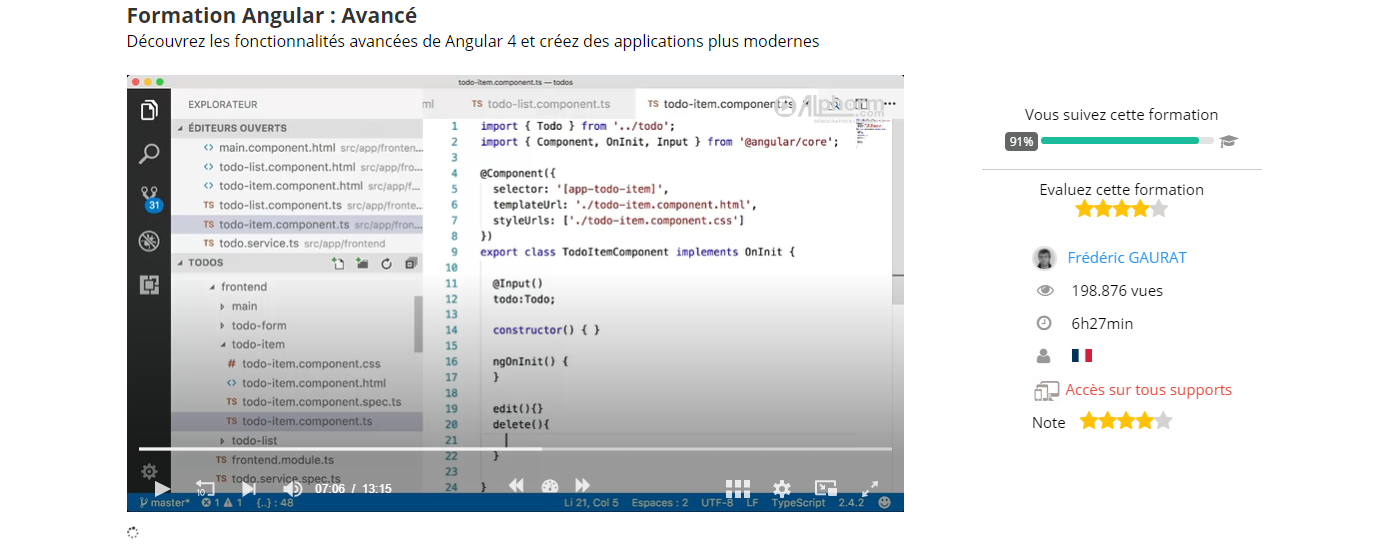 Formation Angular : Avancé
Découvrez les fonctionnalités avancées de Angular 4 et créez des applications plus modernes
todo-item.component.ts — todos
EXPLORATEUR
ml
TS todo-list.component.ts
TS todo-item.component.ts
Alphorm
.com
ÉDITEURS OUVERTS
<> main.component.html src/app/fronten...
<> todo-list.component.html src/app/f...
<> todo-item.component.html src/app/...
TS todo-list.component.ts src/app/fronte...
TS todo-item.component.ts src/app/fron...
TS todo.service.ts src/app/frontend
31
TODOS
frontend
main
todo-form
todo-item
# todo-item.component.css
<> todo-item.component.html
TS todo-item.component.spec.ts
TS todo-item.component.ts
todo-list
TS frontend.module.ts
TS todo.service.spec.ts
1 import { Todo } from '../todo';
2 import { Component, OnInit, Input } from '@angular/core';
3
4 @Component({
5 selector: '[app-todo-item]',
6 templateUrl: './todo-item.component.html',
7 styleUrls: ['./todo-item.component.css']
8 })
9 export class TodoItemComponent implements OnInit {
10
11 @Input()
12 todo:Todo;
13
14 constructor() { }
15
16 ngOnInit() {
17 }
18
19 edit(){}
20 delete(){
21
22 }
23
24 }
10
07:06 / 13:15
master* 1 1 {..} : 48
Li 21, Col 5 Espaces : 2 UTF-8 LF TypeScript 2.4.2
Vous suivez cette formation
91%
Evaluez cette formation
Frédéric GAURAT
198.876 vues
6h27min
Accès sur tous supports
Note